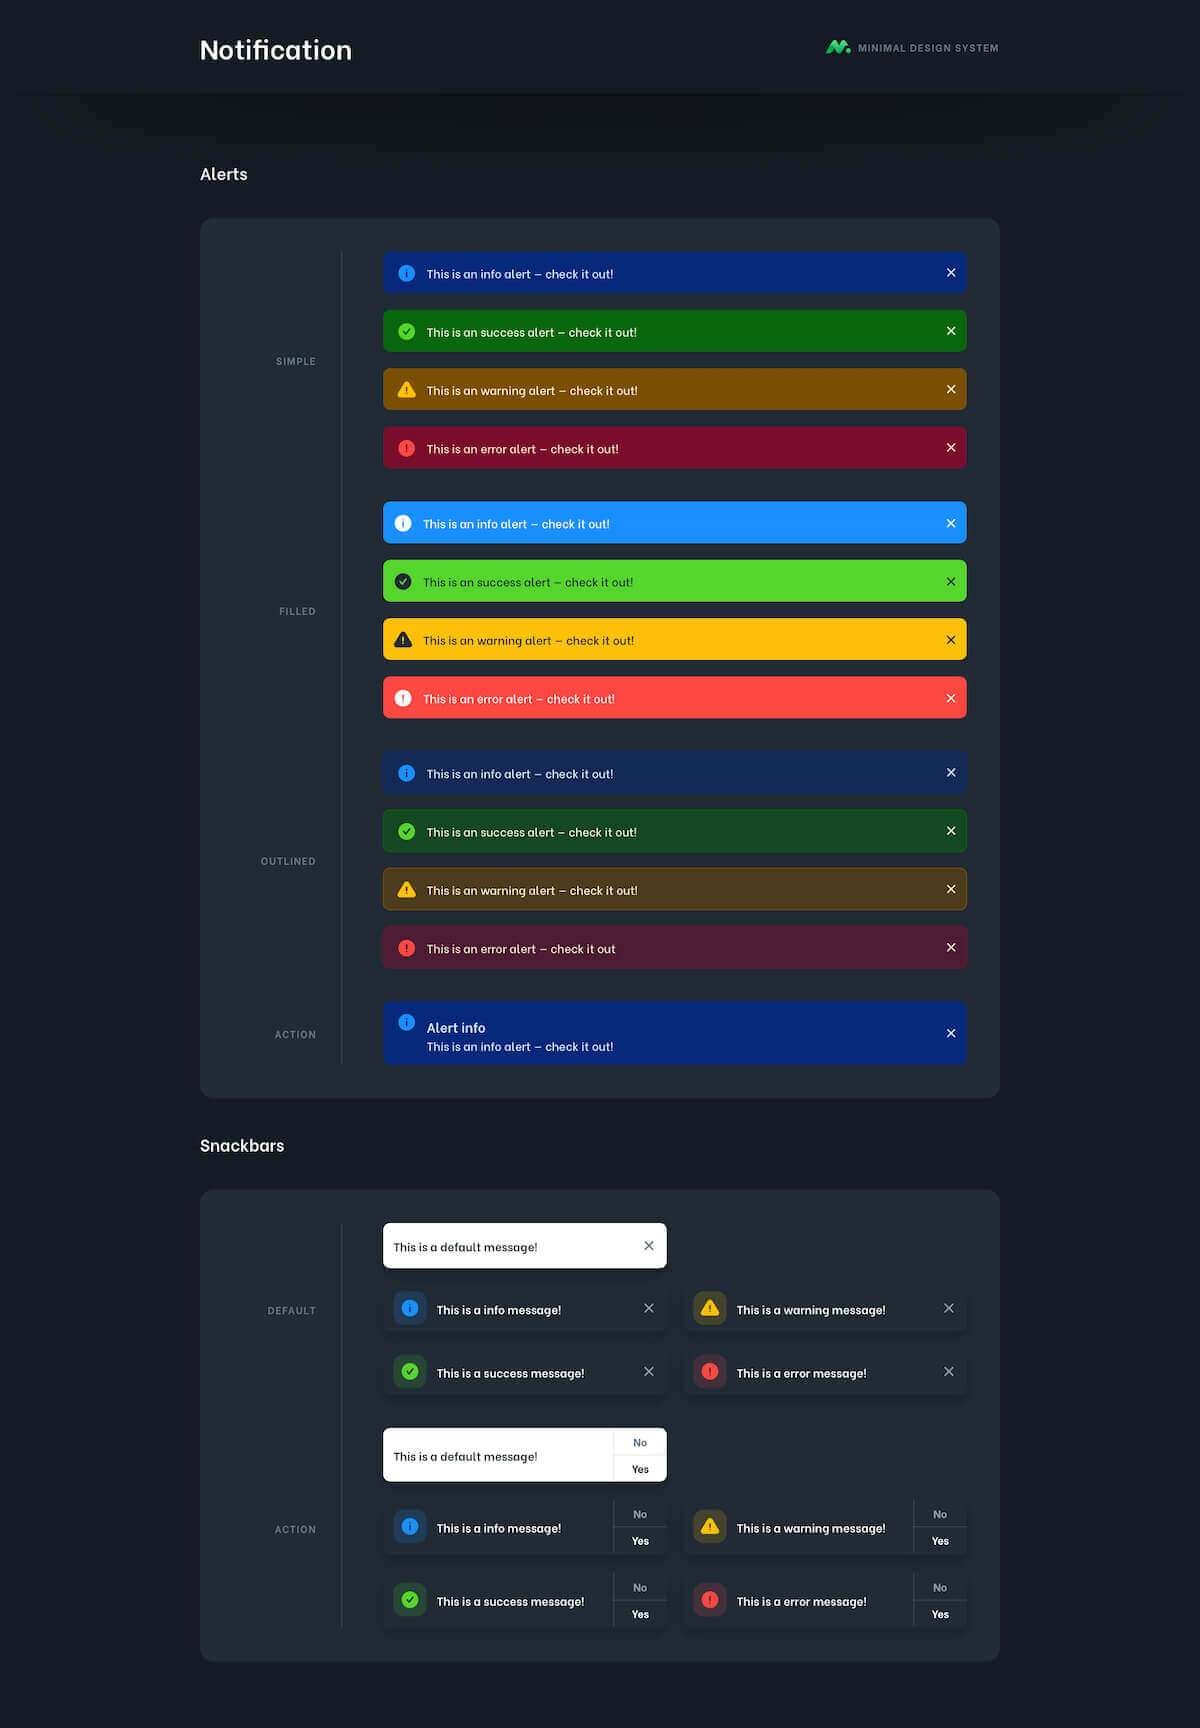 Notification
MINIMAL DESIGN SYSTEM
Alerts
SIMPLE
This is an info alert – check it out!
This is an success alert – check it out!
This is an warning alert – check it out!
This is an error alert – check it out!
FILLED
This is an info alert – check it out!
This is an success alert – check it out!
This is an warning alert – check it out!
This is an error alert – check it out!
OUTLINED
This is an info alert – check it out!
This is an success alert – check it out!
This is an warning alert – check it out!
This is an error alert – check it out
ACTION
Alert info
This is an info alert – check it out!
Snackbars
DEFAULT
This is a default message!
This is a info message!
This is a warning message!
This is a success message!
This is a error message!
ACTION
This is a default message!
No
Yes
This is a info message!
No
Yes
This is a warning message!
No
Yes
This is a success message!
No
Yes
This is a error message!
No
Yes